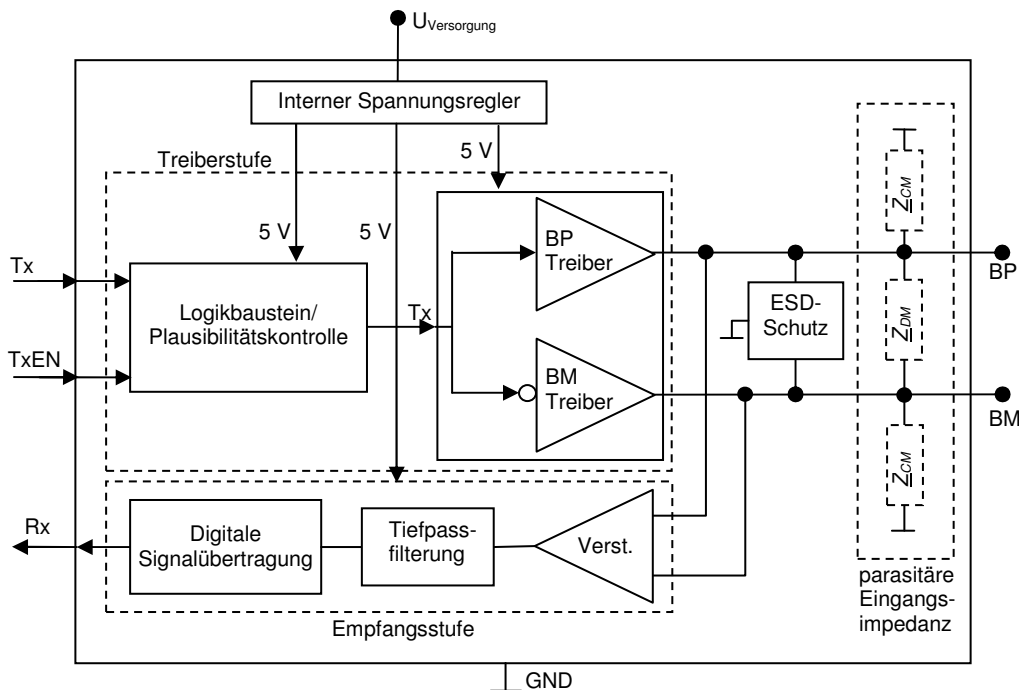 UVersorgung
Interner Spannungsregler
Treiberstufe
5 V
5 V
5 V
Tx
TxEN
Logikbaustein/
Plausibilitätskontrolle
Tx
BP
Treiber
BM
Treiber
ESD-
Schutz
ZCM
ZDM
ZCM
BP
BM
Rx
Digitale
Signalübertragung
Tiefpass-
filterung
Verst.
Empfangsstufe
parasitäre
Eingangs-
impedanz
GND